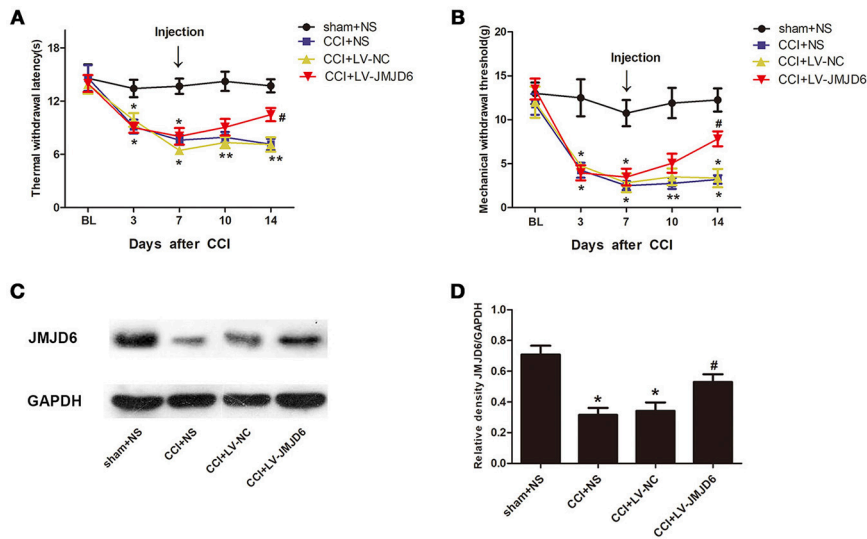 A
Injection
sham+NS
CCI+NS
CCI+LV-NC
CCI+LV-JMJD6
Thermal withdrawal latency(s)
18
15
12
9
6
3
0
*
*
*
*
**
**
#
BL 3 7 10 14
Days after CCI
B
Injection
sham+NS
CCI+NS
CCI+LV-NC
CCI+LV-JMJD6
Mechanical withdrawal threshold(g)
20
15
10
5
0
*
*
*
*
**
#
*
*
BL 3 7 10 14
Days after CCI
C
JMJD6
GAPDH
sham+NS
CCI+NS
CCI+LV-NC
CCI+LV-JMJD6
D
Relative density JMJD6/GAPDH
1.0
0.8
0.6
0.4
0.2
0.0
*
*
#
sham+NS
CCI+NS
CCI+LV-NC
CCI+LV-JMJD6